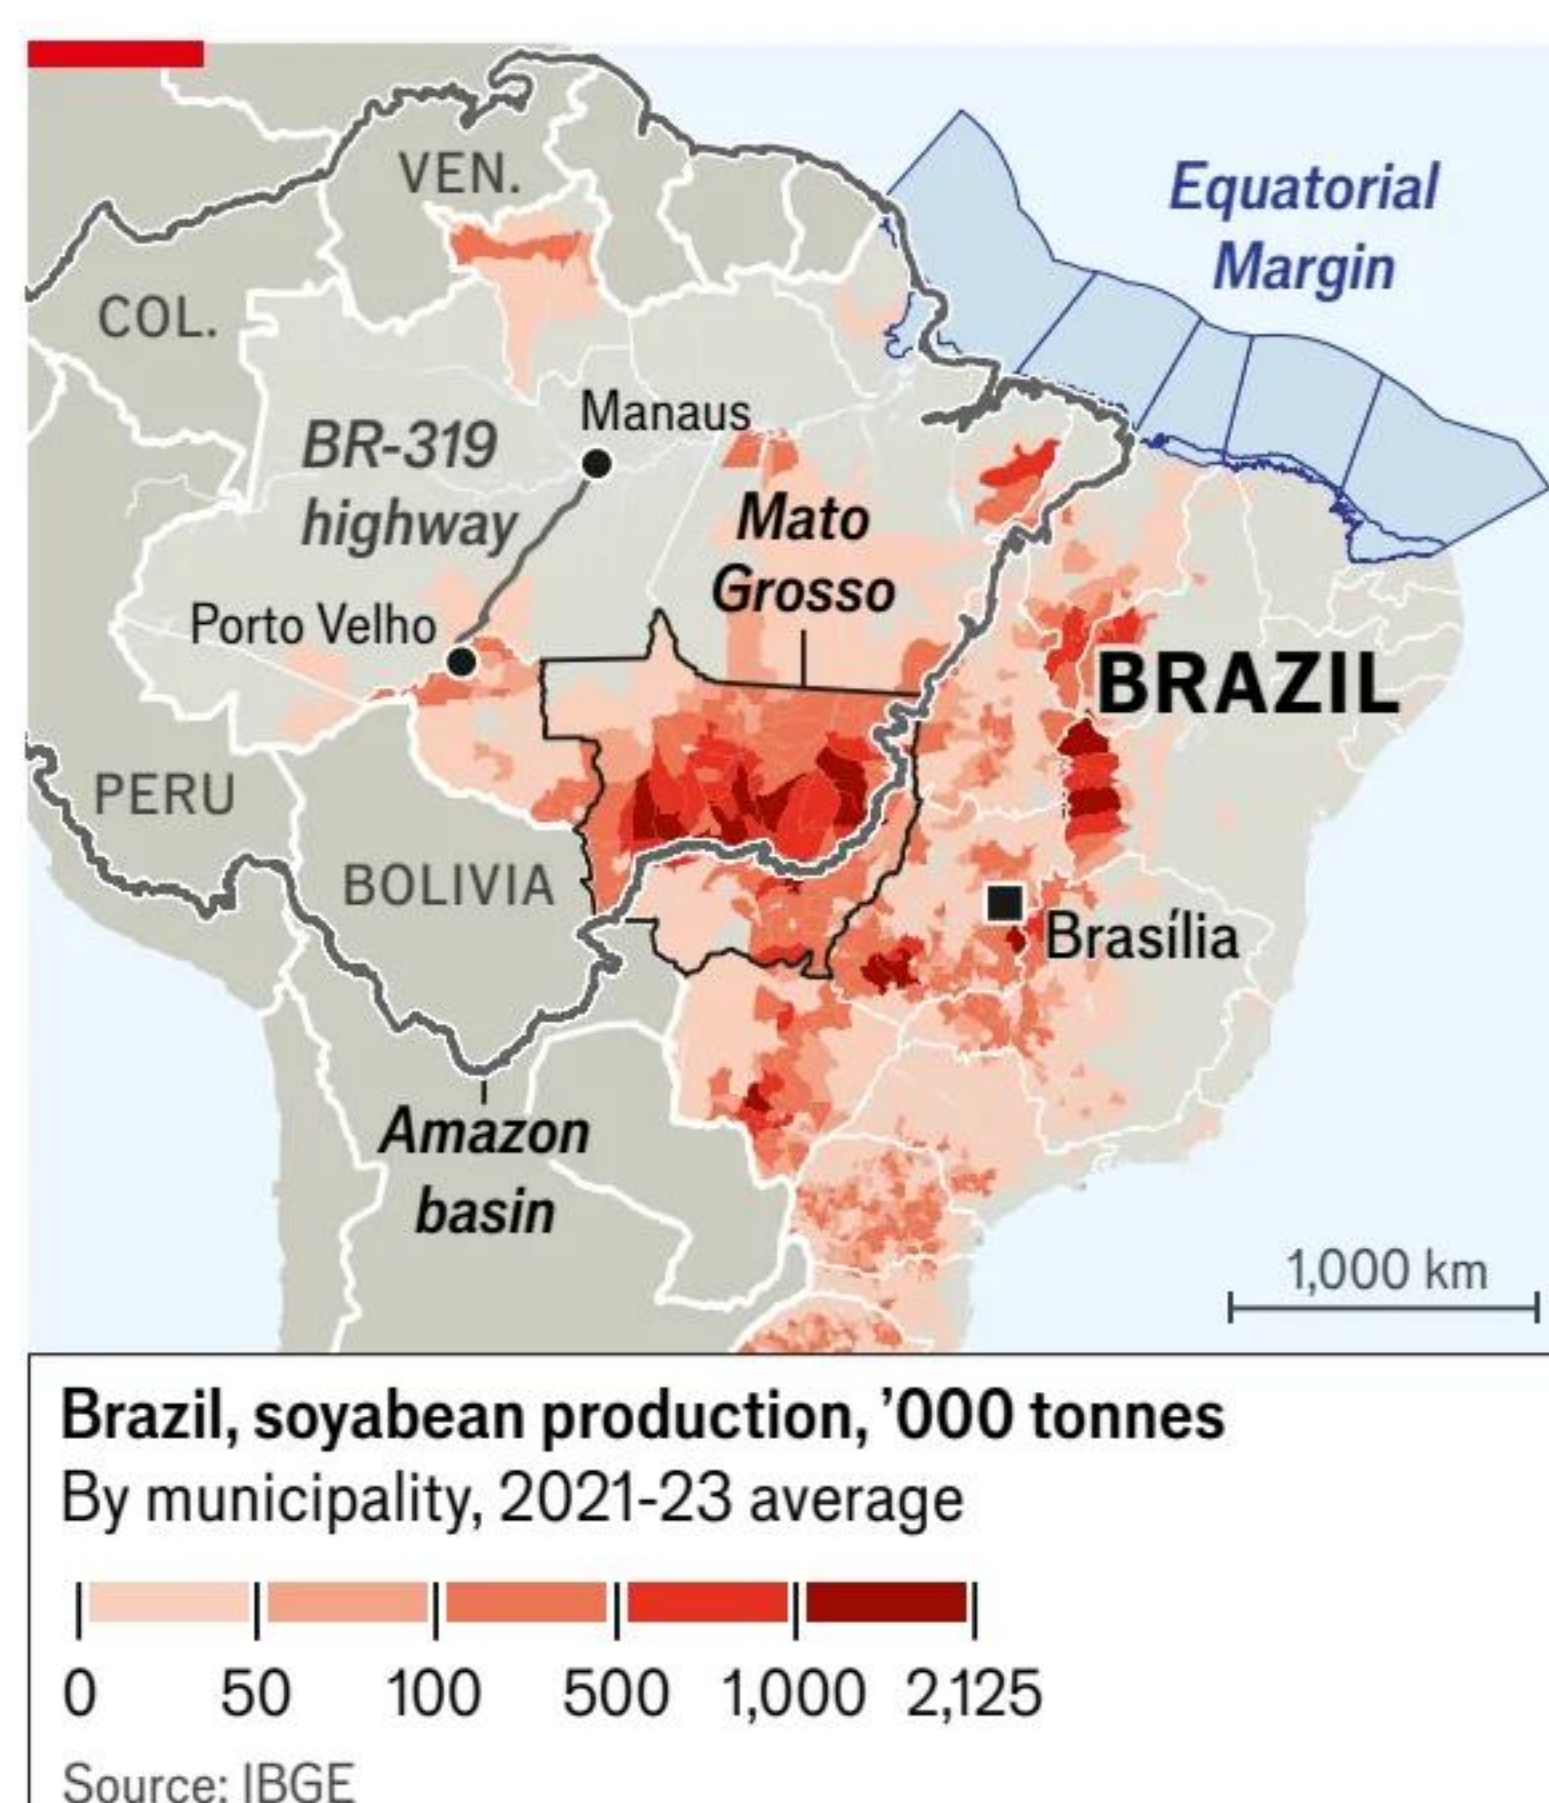 VEN.
Equatorial
Margin
COL.
Manaus
BR-319
highway
Mato
Grosso
Porto Velho
BRAZIL
PERU
BOLIVIA
Brasília
Amazon
basin
1,000 km
Brazil, soyabean production, ’000 tonnes
By municipality, 2021-23 average
0 50 100 500 1,000 2,125
Source: IBGE